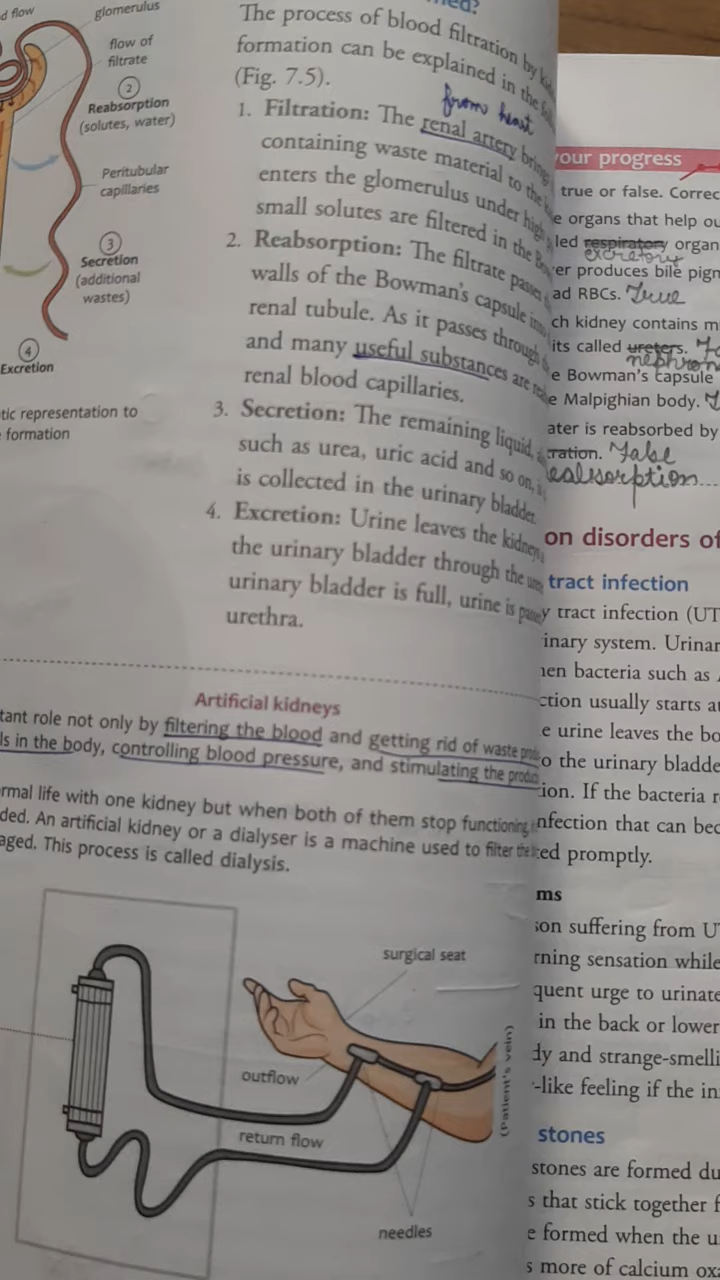 d flow
glomerulus
flow of
filtrate
2
Reabsorption
(solutes, water)
Peritubular
capillaries
3
Secretion
(additional
wastes)
4
Excretion
tic representation to
formation
The process of blood filtration by
formation can be explained in the
(Fig. 7.5).
from heart
1. Filtration: The renal artery
containing waste material to the
enters the glomerulus under high
small solutes are filtered in the
2. Reabsorption: The filtrate passes
walls of the Bowman's capsule
renal tubule. As it passes through
and many useful substances are
renal blood capillaries.
3. Secretion: The remaining liquid,
such as urea, uric acid and so on,
is collected in the urinary bladder.
4. Excretion: Urine leaves the kidneys
the urinary bladder through the
urinary bladder is full, urine is
urethra.
Artificial kidneys
tant role not only by filtering the blood and getting rid of waste
ls in the body, controlling blood pressure, and stimulating the
rmal life with one kidney but when both of them stop functioning,
ded. An artificial kidney or a dialyser is a machine used to filter the
aged. This process is called dialysis.
surgical seat
outflow
return flow
(Patient's vein)
needles
our progress
true or false. Correc
e organs that help ou
led respiratory organ
excretory
er produces bile pigm
ad RBCs. True
ch kidney contains m
its called ureters.
nephron
e Bowman's capsule
e Malpighian body.
ater is reabsorbed by
tration. False
reabsorption
on disorders of
tract infection
y tract infection (UT
inary system. Urinar
hen bacteria such as
ction usually starts at
e urine leaves the bo
o the urinary bladde
ion. If the bacteria r
nfection that can bec
ted promptly.
ms
son suffering from U
rning sensation while
quent urge to urinate
in the back or lower
dy and strange-smelli
-like feeling if the in
stones
stones are formed du
s that stick together f
e formed when the u
s more of calcium oxa